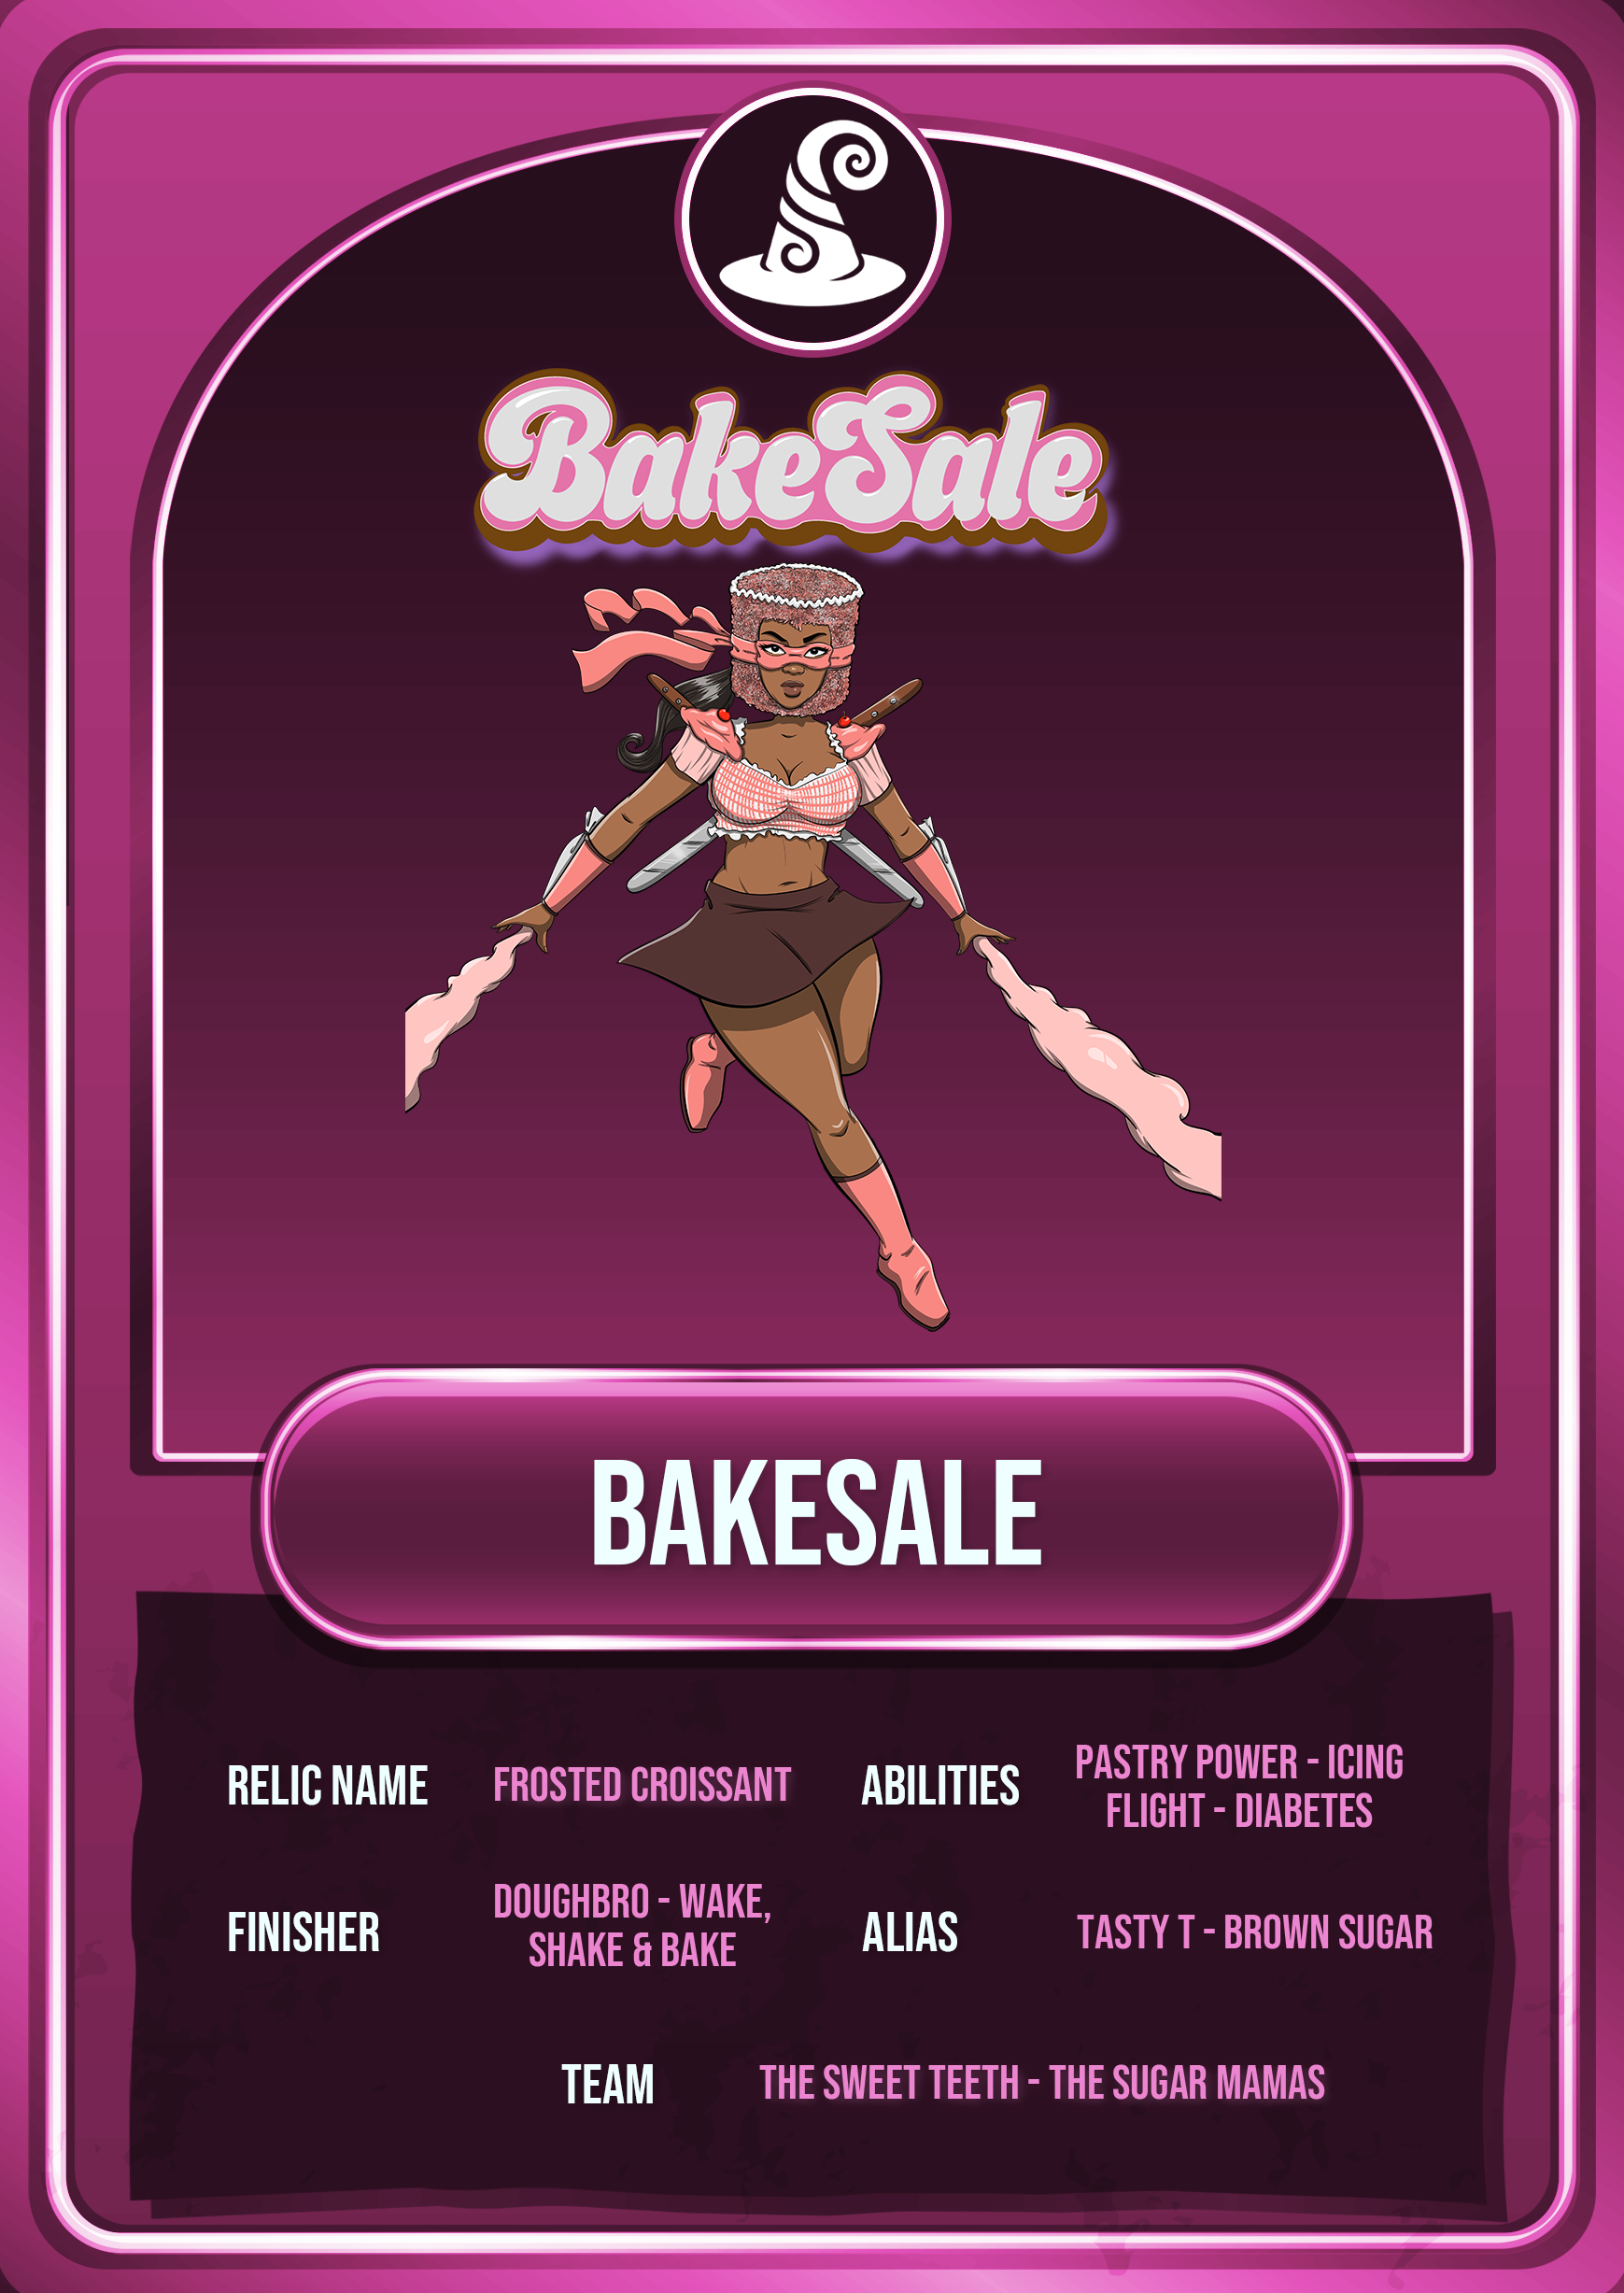 BakeSale
BAKESALE
RELIC NAME
FROSTED CROISSANT
ABILITIES
PASTRY POWER - ICING
FLIGHT - DIABETES
FINISHER
DOUGHBRO - WAKE,
SHAKE & BAKE
ALIAS
TASTY T - BROWN SUGAR
TEAM
THE SWEET TEETH - THE SUGAR MAMAS